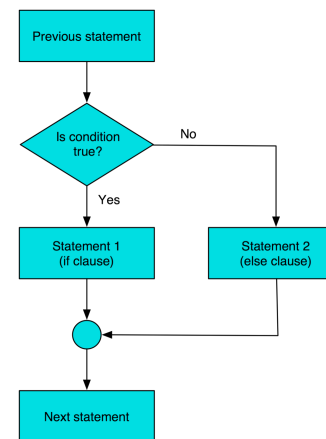 Previous statement
Is condition
true?
No
Yes
Statement 1
(if clause)
Statement 2
(else clause)
Next statement